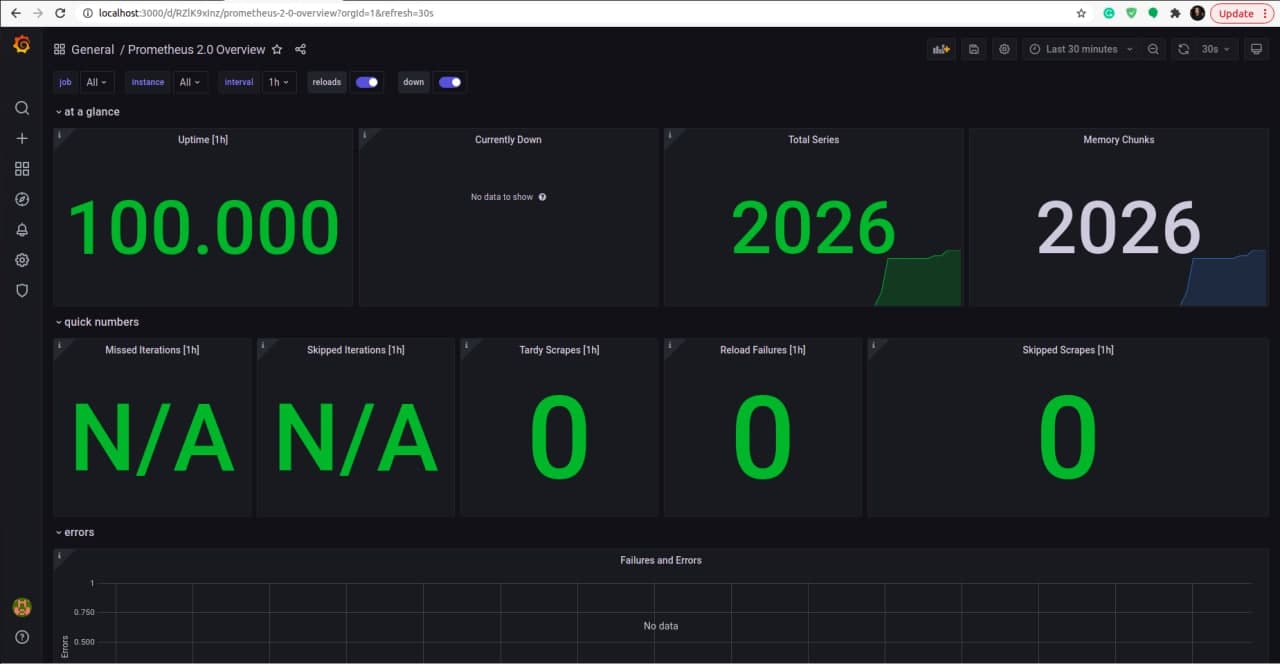 localhost:3000/d/RZlK9xInz/prometheus-2-0-overview?orgId=1&refresh=30s
Update
General / Prometheus 2.0 Overview
Last 30 minutes
30s
job All instance All interval 1h reloads down
at a glance
Uptime [1h]
100.000
Currently Down
No data to show
Total Series
2026
Memory Chunks
2026
quick numbers
Missed Iterations [1h]
N/A
Skipped Iterations [1h]
N/A
Tardy Scrapes [1h]
0
Reload Failures [1h]
0
Skipped Scrapes [1h]
0
errors
Failures and Errors
1
0.750
0.500
Errors
No data